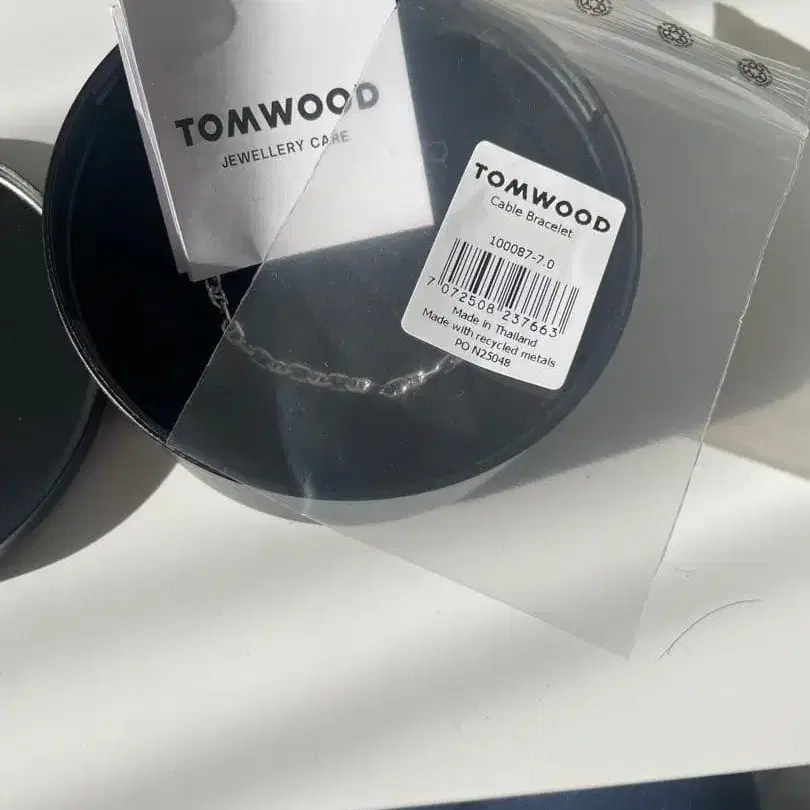 TOMWOOD
JEWELLERY CARE
TOMWOOD
Cable Bracelet
100087-7.0
7 072508 237663
Made in Thailand
Made with recycled metals
PO N25048